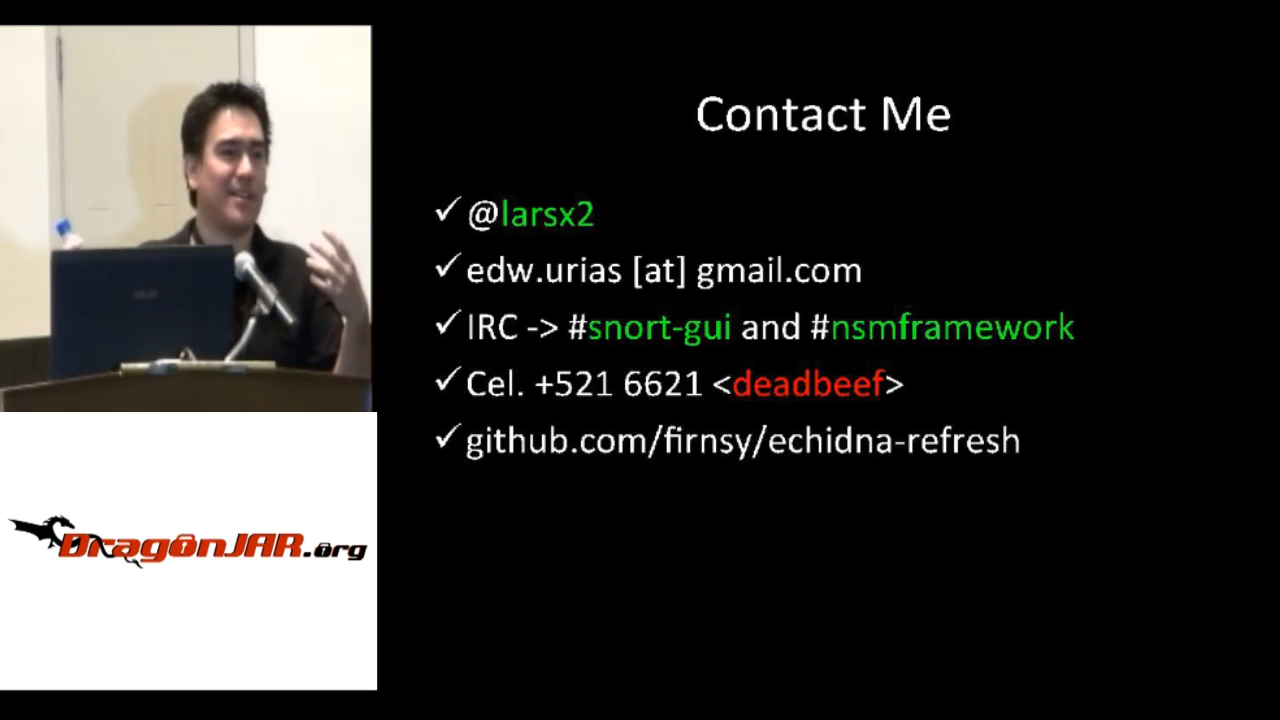 Contact Me
✓ @larsx2
✓ edw.urias [at] gmail.com
✓ IRC -> #snort-gui and #nsmframework
✓ Cel. +521 6621 <deadbeef>
✓ github.com/firnsy/echidna-refresh
ASUS
DragonJAR.org